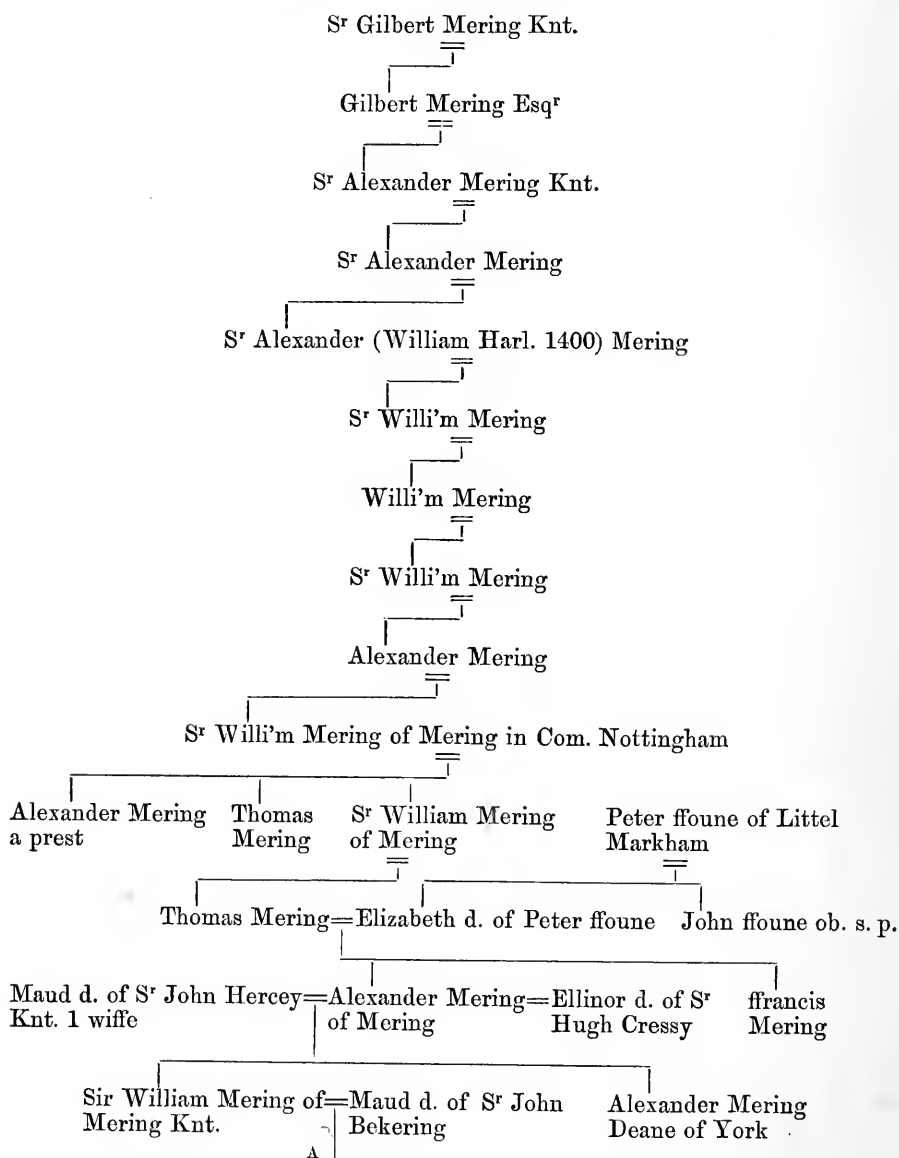 Sʳ Gilbert Mering Knt.
Gilbert Mering Esqʳ
Sʳ Alexander Mering Knt.
Sʳ Alexander Mering
Sʳ Alexander (William Harl. 1400) Mering
Sʳ Willi'm Mering
Willi'm Mering
Sʳ Willi'm Mering
Alexander Mering
Sʳ Willi'm Mering of Mering in Com. Nottingham
Alexander Mering
a prest
Thomas
Mering
Sʳ William Mering
of Mering
Peter ffoune of Littel
Markham
Thomas Mering=Elizabeth d. of Peter ffoune John ffoune ob. s. p.
Maud d. of Sʳ John Hercey=Alexander Mering=Ellinor d. of Sʳ ffrancis
Knt. 1 wiffe of Mering Hugh Cressy Mering
Sir William Mering of=Maud d. of Sʳ John Alexander Mering
Mering Knt. Bekering Deane of York
A